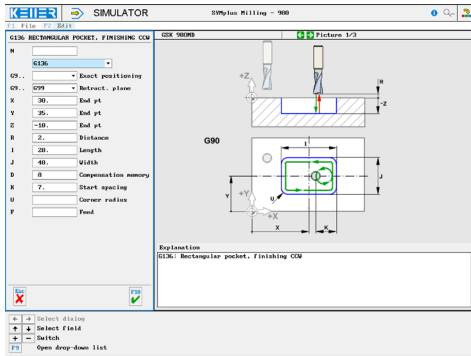 KELLER SIMULATOR SYMplus Milling - 980
F1 File F2 Edit
G136 RECTANGULAR POCKET, FINISHING CCW
N
G136
G9.. Exact positioning
G9.. G99 Retract. plane
X 30. End pt
Y 35. End pt
Z -10. End pt
R 2. Distance
I 20. Length
J 40. Width
D 8 Compensation memory
K 7. Start spacing
U Corner radius
F Feed
Esc F10
GSK 980MD Picture 1/3
+Z
R
-Z
G90
I
J
Y
+Y
U
+X
X
K
Explanation
G136: Rectangular pocket, finishing CCW
Select dialog
Select field
+ - Switch
F9 Open drop-down list